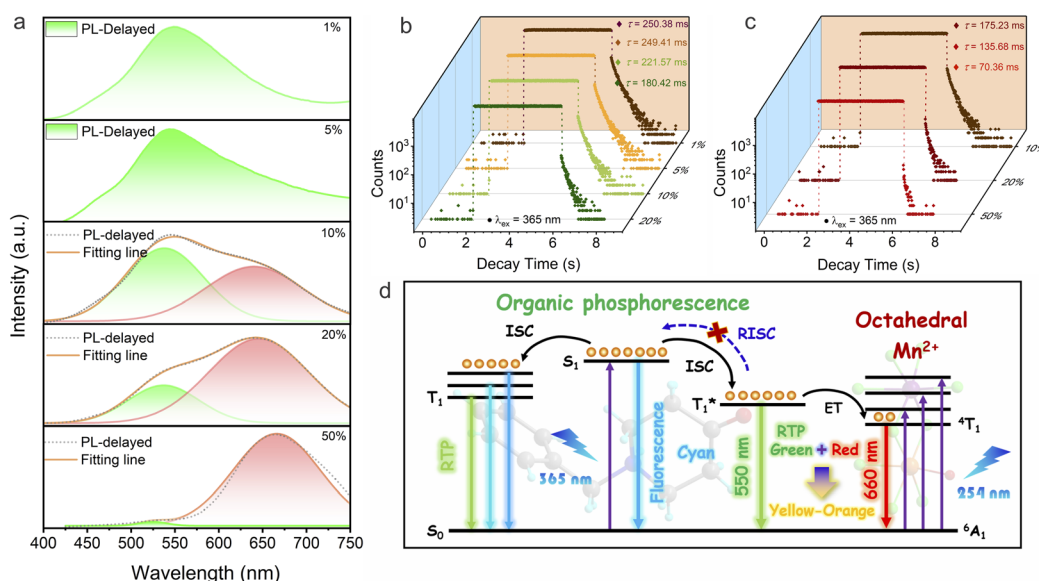 a
PL-Delayed
1%
PL-Delayed
5%
PL-delayed
Fitting line
10%
PL-delayed
Fitting line
20%
PL-delayed
Fitting line
50%
Intensity (a.u.)
400 450 500 550 600 650 700 750
Wavelength (nm)
b
τ = 250.38 ms
τ = 249.41 ms
τ = 221.57 ms
τ = 180.42 ms
10³
10²
10¹
Counts
1%
5%
10%
20%
λex = 365 nm
0 2 4 6 8
Decay Time (s)
c
τ = 175.23 ms
τ = 135.68 ms
τ = 70.36 ms
10³
10²
10¹
Counts
10%
20%
50%
λex = 365 nm
0 2 4 6 8
Decay Time (s)
d
Organic phosphorescence
Octahedral
Mn²⁺
ISC
S₁
ISC
RISC
T₁
T₁*
ET
⁴T₁
RTP
365 nm
Fluorescence
Cyan
550 nm
RTP
Green + Red
Yellow-Orange
660 nm
254 nm
S₀
⁶A₁